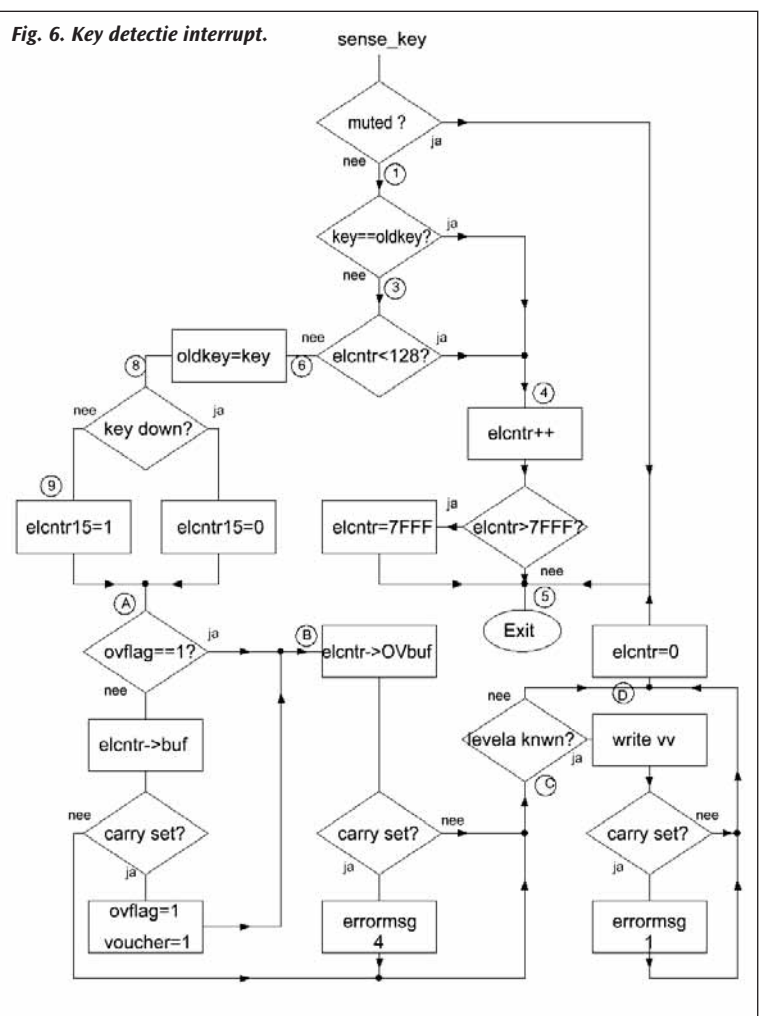 Fig. 6. Key detectie interrupt.
sense_key
muted ?
ja
nee
1
key==oldkey?
ja
nee
3
elcntr<128?
nee
ja
6
oldkey=key
8
4
elcntr++
key down?
nee
ja
9
elcntr15=1
elcntr15=0
elcntr>7FFF?
ja
nee
elcntr=7FFF
5
Exit
A
ovflag==1?
ja
nee
B
elcntr->OVbuf
elcntr=0
D
elcntr->buf
levela knwn?
nee
ja
C
write vv
carry set?
nee
ja
carry set?
nee
ja
carry set?
nee
ja
ovflag=1
voucher=1
errormsg
4
errormsg
1